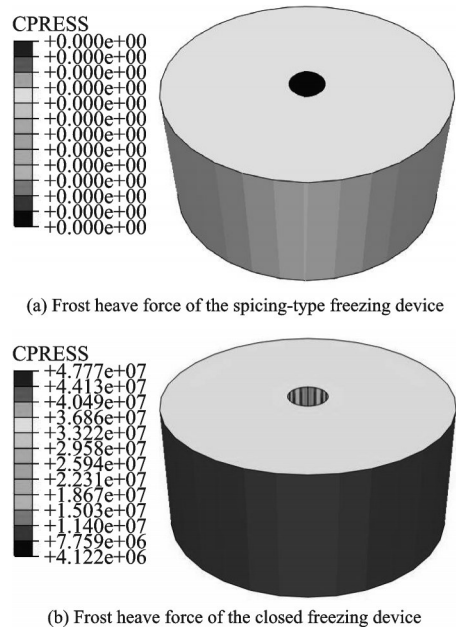 CPRESS
+0.000e+00
+0.000e+00
+0.000e+00
+0.000e+00
+0.000e+00
+0.000e+00
+0.000e+00
+0.000e+00
+0.000e+00
+0.000e+00
+0.000e+00
+0.000e+00
+0.000e+00
(a) Frost heave force of the spicing-type freezing device
CPRESS
+4.777e+07
+4.413e+07
+4.049e+07
+3.686e+07
+3.322e+07
+2.958e+07
+2.594e+07
+2.231e+07
+1.867e+07
+1.503e+07
+1.140e+07
+7.759e+06
+4.122e+06
(b) Frost heave force of the closed freezing device